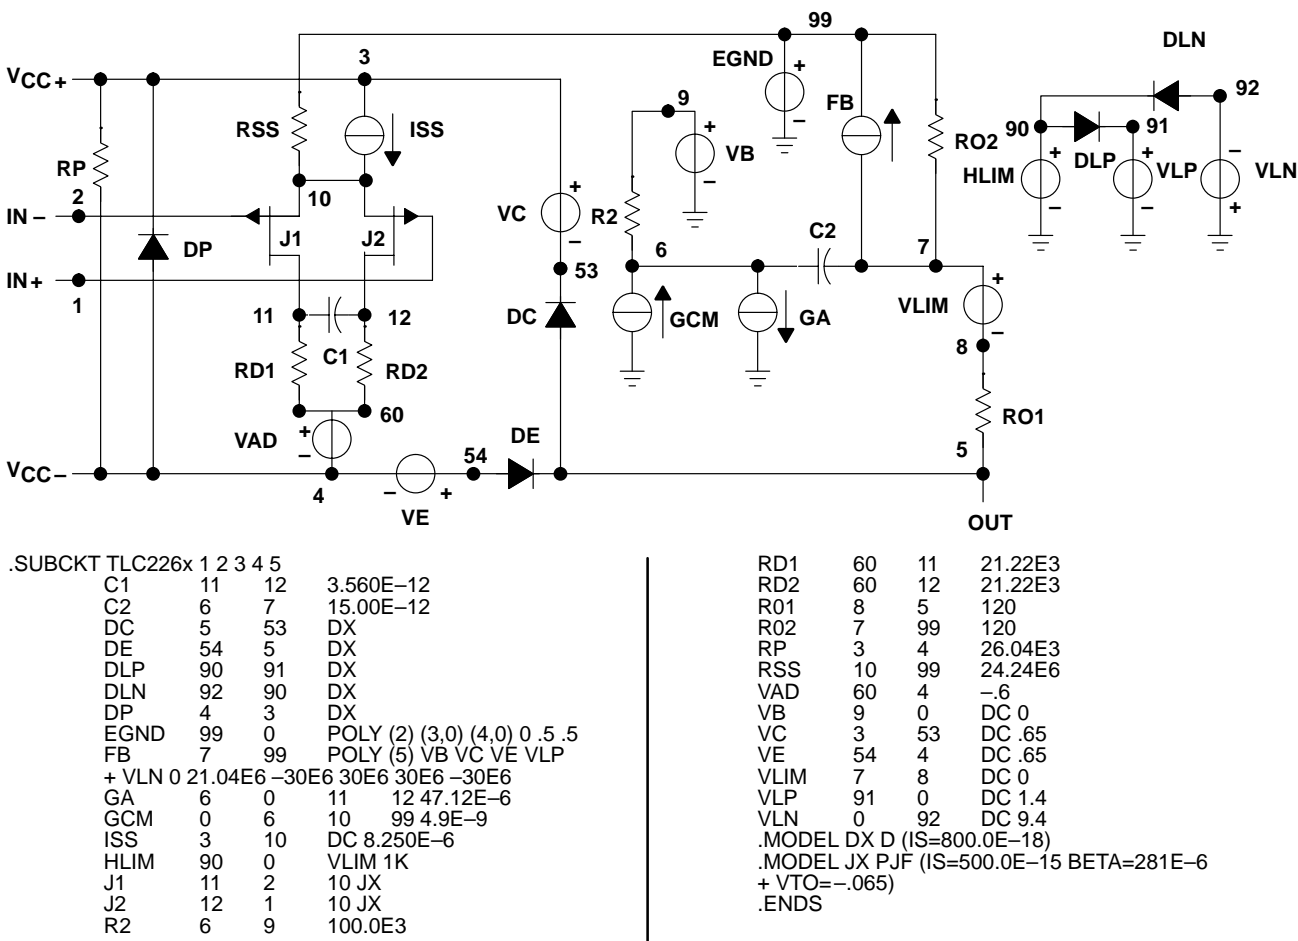 99
DLN
VCC+
3
EGND
+
92
9
FB
RSS
ISS
+
90
91
RO2
VB
DLP
HLIM
VLP
VLN
RP
2
10
IN –
VC
R2
C2
J1
J2
DP
6
7
IN+
53
1
11
12
DC
GCM
GA
VLIM
C1
8
RD1
RD2
60
RO1
VAD
DE
54
5
VCC–
4
VE
OUT
.SUBCKT TLC226x 1 2 3 4 5
C1 11 12 3.560E–12
C2 6 7 15.00E–12
DC 5 53 DX
DE 54 5 DX
DLP 90 91 DX
DLN 92 90 DX
DP 4 3 DX
EGND 99 0 POLY (2) (3,0) (4,0) 0 .5 .5
FB 7 99 POLY (5) VB VC VE VLP
+ VLN 0 21.04E6 –30E6 30E6 30E6 –30E6
GA 6 0 11 12 47.12E–6
GCM 0 6 10 99 4.9E–9
ISS 3 10 DC 8.250E–6
HLIM 90 0 VLIM 1K
J1 11 2 10 JX
J2 12 1 10 JX
R2 6 9 100.0E3
RD1 60 11 21.22E3
RD2 60 12 21.22E3
R01 8 5 120
R02 7 99 120
RP 3 4 26.04E3
RSS 10 99 24.24E6
VAD 60 4 –.6
VB 9 0 DC 0
VC 3 53 DC .65
VE 54 4 DC .65
VLIM 7 8 DC 0
VLP 91 0 DC 1.4
VLN 0 92 DC 9.4
.MODEL DX D (IS=800.0E–18)
.MODEL JX PJF (IS=500.0E–15 BETA=281E–6
+ VTO=–.065)
.ENDS